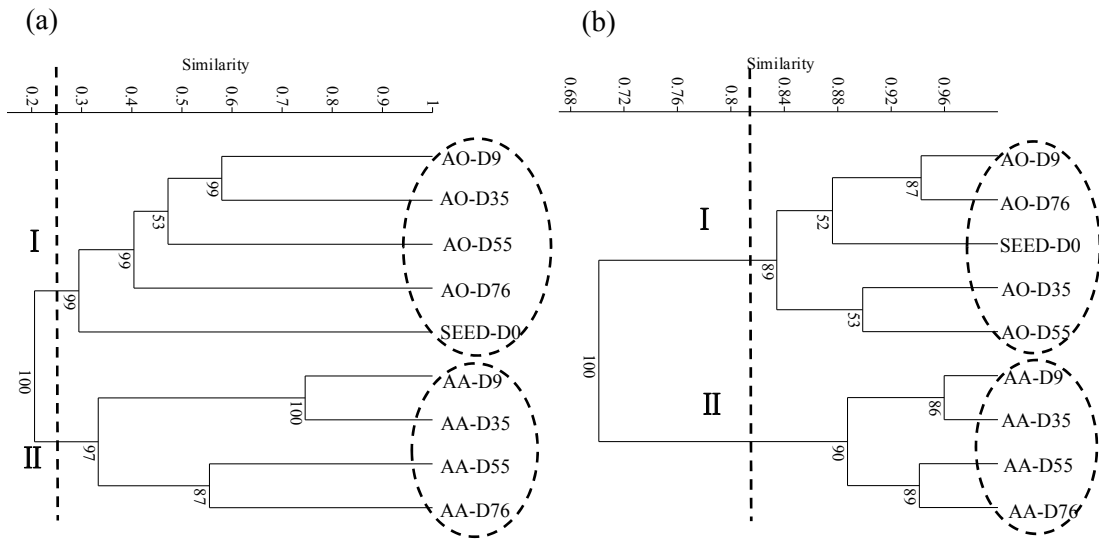 (a)
Similarity
0.2 0.3 0.4 0.5 0.6 0.7 0.8 0.9 1
AO-D9
99
AO-D35
53
AO-D55
I
99
AO-D76
99
SEED-D0
AA-D9
100
100
AA-D35
II
97
AA-D55
87
AA-D76
(b)
Similarity
0.68 0.72 0.76 0.8 0.84 0.88 0.92 0.96
AO-D9
87
AO-D76
I
52
SEED-D0
89
AO-D35
53
AO-D55
100
AA-D9
II
86
AA-D35
90
AA-D55
89
AA-D76